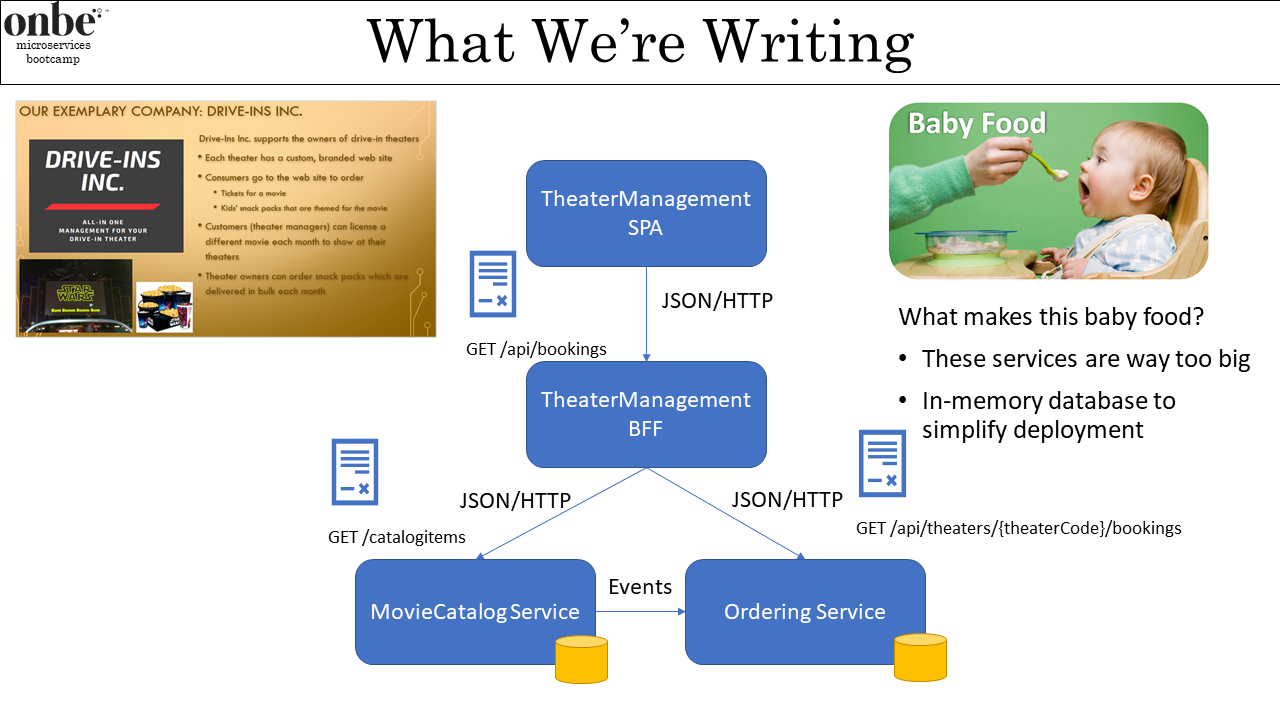 onbe
microservices
bootcamp
What We’re Writing
OUR EXEMPLARY COMPANY: DRIVE-INS INC.
DRIVE-INS
INC.
ALL-IN ONE
MANAGEMENT FOR YOUR
DRIVE-IN THEATER
Drive-Ins Inc. supports the owners of drive-in theaters
• Each theater has a custom, branded web site
• Consumers go to the web site to order
• Tickets for a movie
• Kids' snack packs that are themed for the movie
• Customers (theater managers) can license a
different movie each month to show at their
theaters
• Theater owners can order snack packs which are
delivered in bulk each month
STAR
WARS
TheaterManagement
SPA
JSON/HTTP
GET /api/bookings
TheaterManagement
BFF
JSON/HTTP
JSON/HTTP
GET /catalogitems
GET /api/theaters/{theaterCode}/bookings
MovieCatalog Service
Events
Ordering Service
Baby Food
What makes this baby food?
• These services are way too big
• In-memory database to
simplify deployment